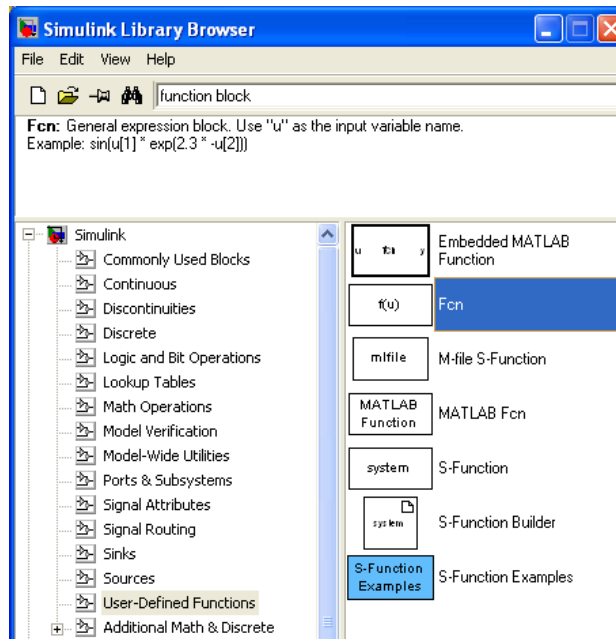 Simulink Library Browser
File Edit View Help
function block
Fcn: General expression block. Use "u" as the input variable name.
Example: sin(u[1] * exp(2.3 * -u[2]))
Simulink
Commonly Used Blocks
Continuous
Discontinuities
Discrete
Logic and Bit Operations
Lookup Tables
Math Operations
Model Verification
Model-Wide Utilities
Ports & Subsystems
Signal Attributes
Signal Routing
Sinks
Sources
User-Defined Functions
Additional Math & Discrete
u fcn y
Embedded MATLAB
Function
f(u)
Fcn
mlfile
M-file S-Function
MATLAB
Function
MATLAB Fcn
system
S-Function
system
S-Function Builder
S-Function
Examples
S-Function Examples